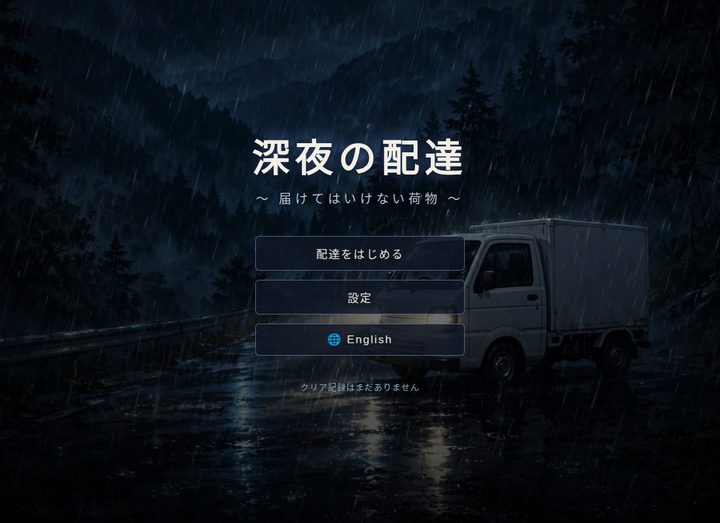 深夜の配達
～ 届けてはいけない荷物 ～
配達をはじめる
設定
English
クリア記録はまだありません